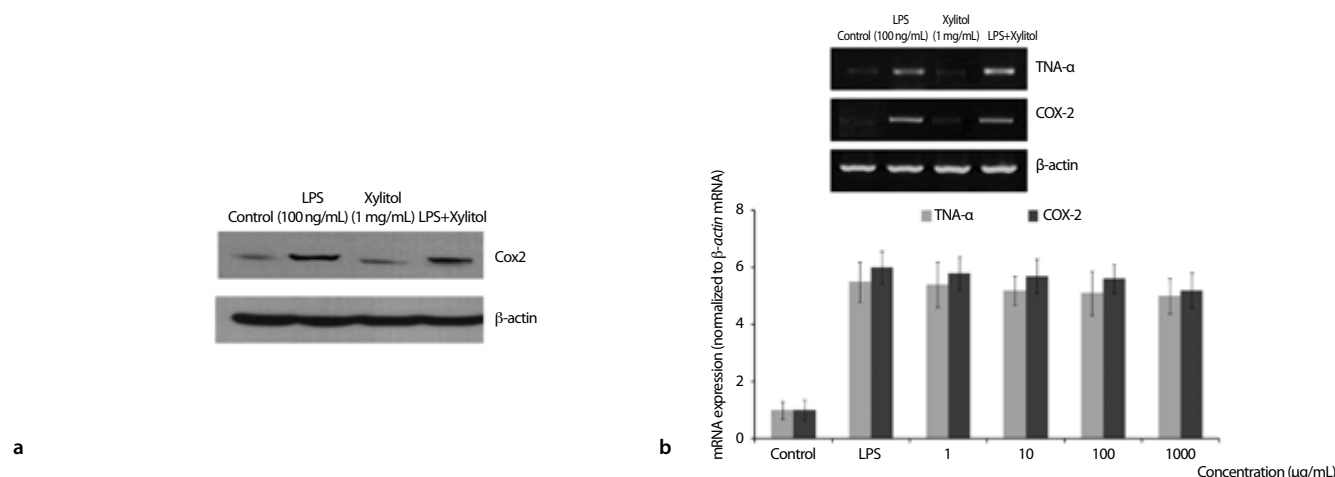 LPS Xylitol
Control (100 ng/mL) (1 mg/mL) LPS+Xylitol
Cox2
β-actin
a
LPS Xylitol
Control (100 ng/mL) (1 mg/mL) LPS+Xylitol
TNA-α
COX-2
β-actin
mRNA expression (normalized to β-actin mRNA)
8
6
4
2
0
TNA-α COX-2
Control LPS 1 10 100 1000
Concentration (μg/mL)
b